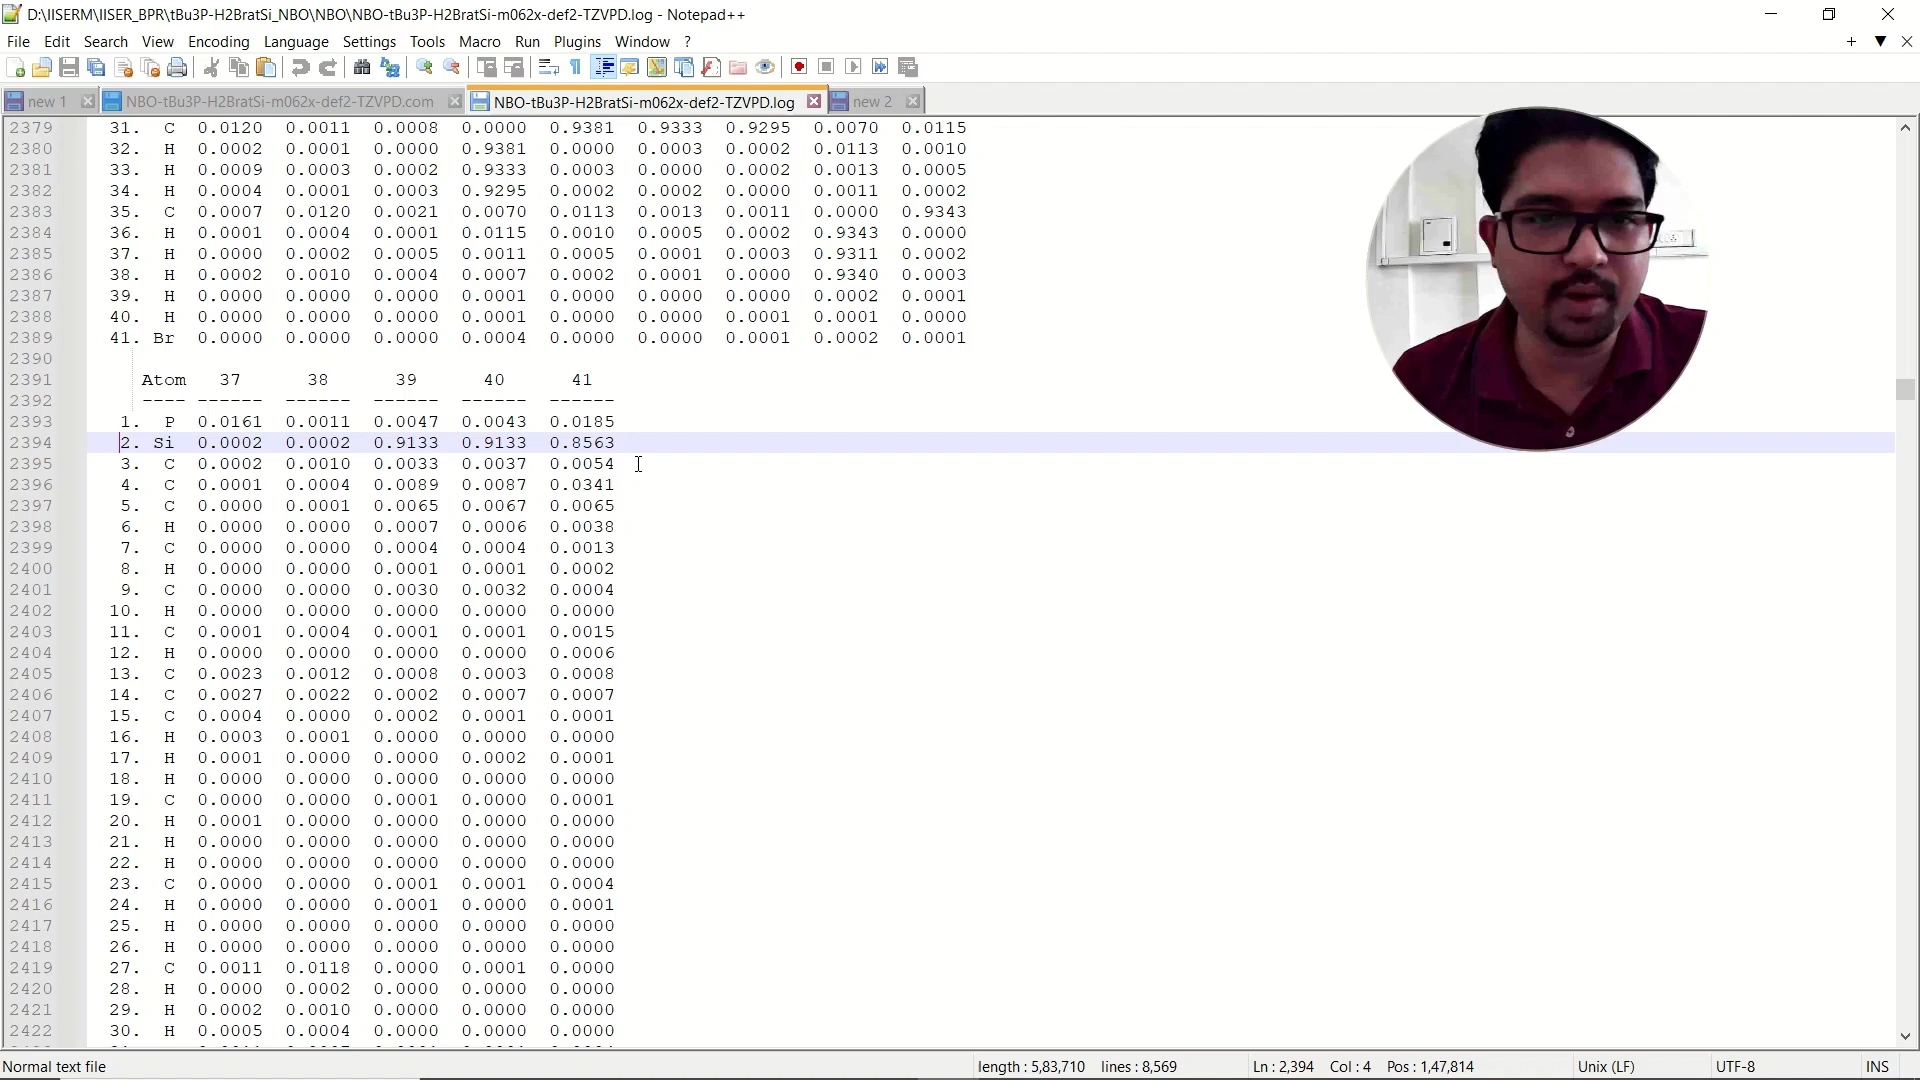 D:\IISERM\IISER_BPR\tBu3P-H2BratSi_NBO\NBO\NBO-tBu3P-H2BratSi-m062x-def2-TZVPD.log - Notepad++
File Edit Search View Encoding Language Settings Tools Macro Run Plugins Window ?
new 1 NBO-tBu3P-H2BratSi-m062x-def2-TZVPD.com NBO-tBu3P-H2BratSi-m062x-def2-TZVPD.log new 2
2379 31. C 0.0120 0.0011 0.0008 0.0000 0.9381 0.9333 0.9295 0.0070 0.0115
2380 32. H 0.0002 0.0001 0.0000 0.9381 0.0000 0.0003 0.0002 0.0113 0.0010
2381 33. H 0.0009 0.0003 0.0002 0.9333 0.0003 0.0000 0.0002 0.0013 0.0005
2382 34. H 0.0004 0.0001 0.0003 0.9295 0.0002 0.0002 0.0000 0.0011 0.0002
2383 35. C 0.0007 0.0120 0.0021 0.0070 0.0113 0.0013 0.0011 0.0000 0.9343
2384 36. H 0.0001 0.0004 0.0001 0.0115 0.0010 0.0005 0.0002 0.9343 0.0000
2385 37. H 0.0000 0.0002 0.0005 0.0011 0.0005 0.0001 0.0003 0.9311 0.0002
2386 38. H 0.0002 0.0010 0.0004 0.0007 0.0002 0.0001 0.0000 0.9340 0.0003
2387 39. H 0.0000 0.0000 0.0000 0.0001 0.0000 0.0000 0.0000 0.0002 0.0001
2388 40. H 0.0000 0.0000 0.0000 0.0001 0.0000 0.0000 0.0001 0.0001 0.0000
2389 41. Br 0.0000 0.0000 0.0000 0.0004 0.0000 0.0000 0.0001 0.0002 0.0001
2390
2391 Atom 37 38 39 40 41
2392 ---- ------ ------ ------ ------ ------
2393 1. P 0.0161 0.0011 0.0047 0.0043 0.0185
2394 2. Si 0.0002 0.0002 0.9133 0.9133 0.8563
2395 3. C 0.0002 0.0010 0.0033 0.0037 0.0054
2396 4. C 0.0001 0.0004 0.0089 0.0087 0.0341
2397 5. C 0.0000 0.0001 0.0065 0.0067 0.0065
2398 6. H 0.0000 0.0000 0.0007 0.0006 0.0038
2399 7. C 0.0000 0.0000 0.0004 0.0004 0.0013
2400 8. H 0.0000 0.0000 0.0001 0.0001 0.0002
2401 9. C 0.0000 0.0000 0.0030 0.0032 0.0004
2402 10. H 0.0000 0.0000 0.0000 0.0000 0.0000
2403 11. C 0.0001 0.0004 0.0001 0.0001 0.0015
2404 12. H 0.0000 0.0000 0.0000 0.0000 0.0006
2405 13. C 0.0023 0.0012 0.0008 0.0003 0.0008
2406 14. C 0.0027 0.0022 0.0002 0.0007 0.0007
2407 15. C 0.0004 0.0000 0.0002 0.0001 0.0001
2408 16. H 0.0003 0.0001 0.0000 0.0000 0.0000
2409 17. H 0.0001 0.0000 0.0000 0.0002 0.0001
2410 18. H 0.0000 0.0000 0.0000 0.0000 0.0000
2411 19. C 0.0000 0.0000 0.0001 0.0000 0.0001
2412 20. H 0.0001 0.0000 0.0000 0.0000 0.0000
2413 21. H 0.0000 0.0000 0.0000 0.0000 0.0000
2414 22. H 0.0000 0.0000 0.0000 0.0000 0.0000
2415 23. C 0.0000 0.0000 0.0001 0.0001 0.0004
2416 24. H 0.0000 0.0000 0.0001 0.0000 0.0001
2417 25. H 0.0000 0.0000 0.0000 0.0000 0.0000
2418 26. H 0.0000 0.0000 0.0000 0.0000 0.0000
2419 27. C 0.0011 0.0118 0.0000 0.0001 0.0000
2420 28. H 0.0000 0.0002 0.0000 0.0000 0.0000
2421 29. H 0.0002 0.0010 0.0000 0.0000 0.0000
2422 30. H 0.0005 0.0004 0.0000 0.0000 0.0000
Normal text file length : 5,83,710 lines : 8,569 Ln : 2,394 Col : 4 Pos : 1,47,814 Unix (LF) UTF-8 INS